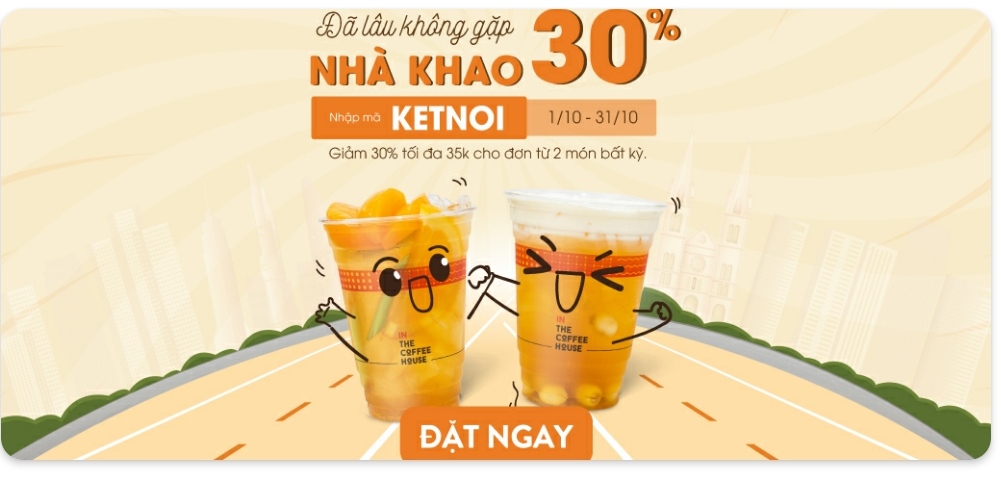 Đã lâu không gặp
NHÀ KHAO 30%
Nhập mã KETNOI 1/10 - 31/10
Giảm 30% tối đa 35k cho đơn từ 2 món bất kỳ.
IN
THE
COFFEE
HOUSE
IN
THE
COFFEE
HOUSE
ĐẶT NGAY